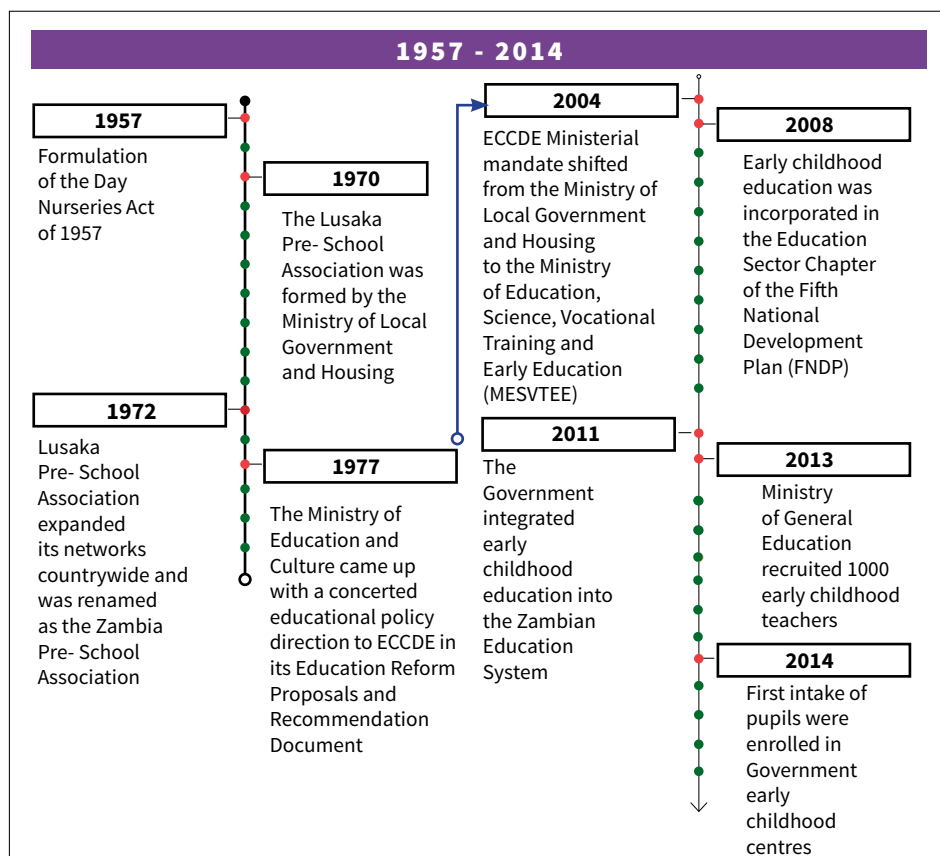 1957 - 2014
1957
Formulation
of the Day
Nurseries Act
of 1957
1970
The Lusaka
Pre- School
Association was
formed by the
Ministry of Local
Government
and Housing
1972
Lusaka
Pre- School
Association
expanded
its networks
countrywide and
was renamed
as the Zambia
Pre- School
Association
1977
The Ministry of
Education and
Culture came up
with a concerted
educational policy
direction to ECCDE in
its Education Reform
Proposals and
Recommendation
Document
2004
ECCDE Ministerial
mandate shifted
from the Ministry of
Local Government
and Housing
to the Ministry
of Education,
Science, Vocational
Training and
Early Education
(MESVTEE)
2008
Early childhood
education was
incorporated in
the Education
Sector Chapter
of the Fifth
National
Development
Plan (FNDP)
2011
The
Government
integrated
early
childhood
education into
the Zambian
Education
System
2013
Ministry
of General
Education
recruited 1000
early childhood
teachers
2014
First intake of
pupils were
enrolled in
Government
early
childhood
centres